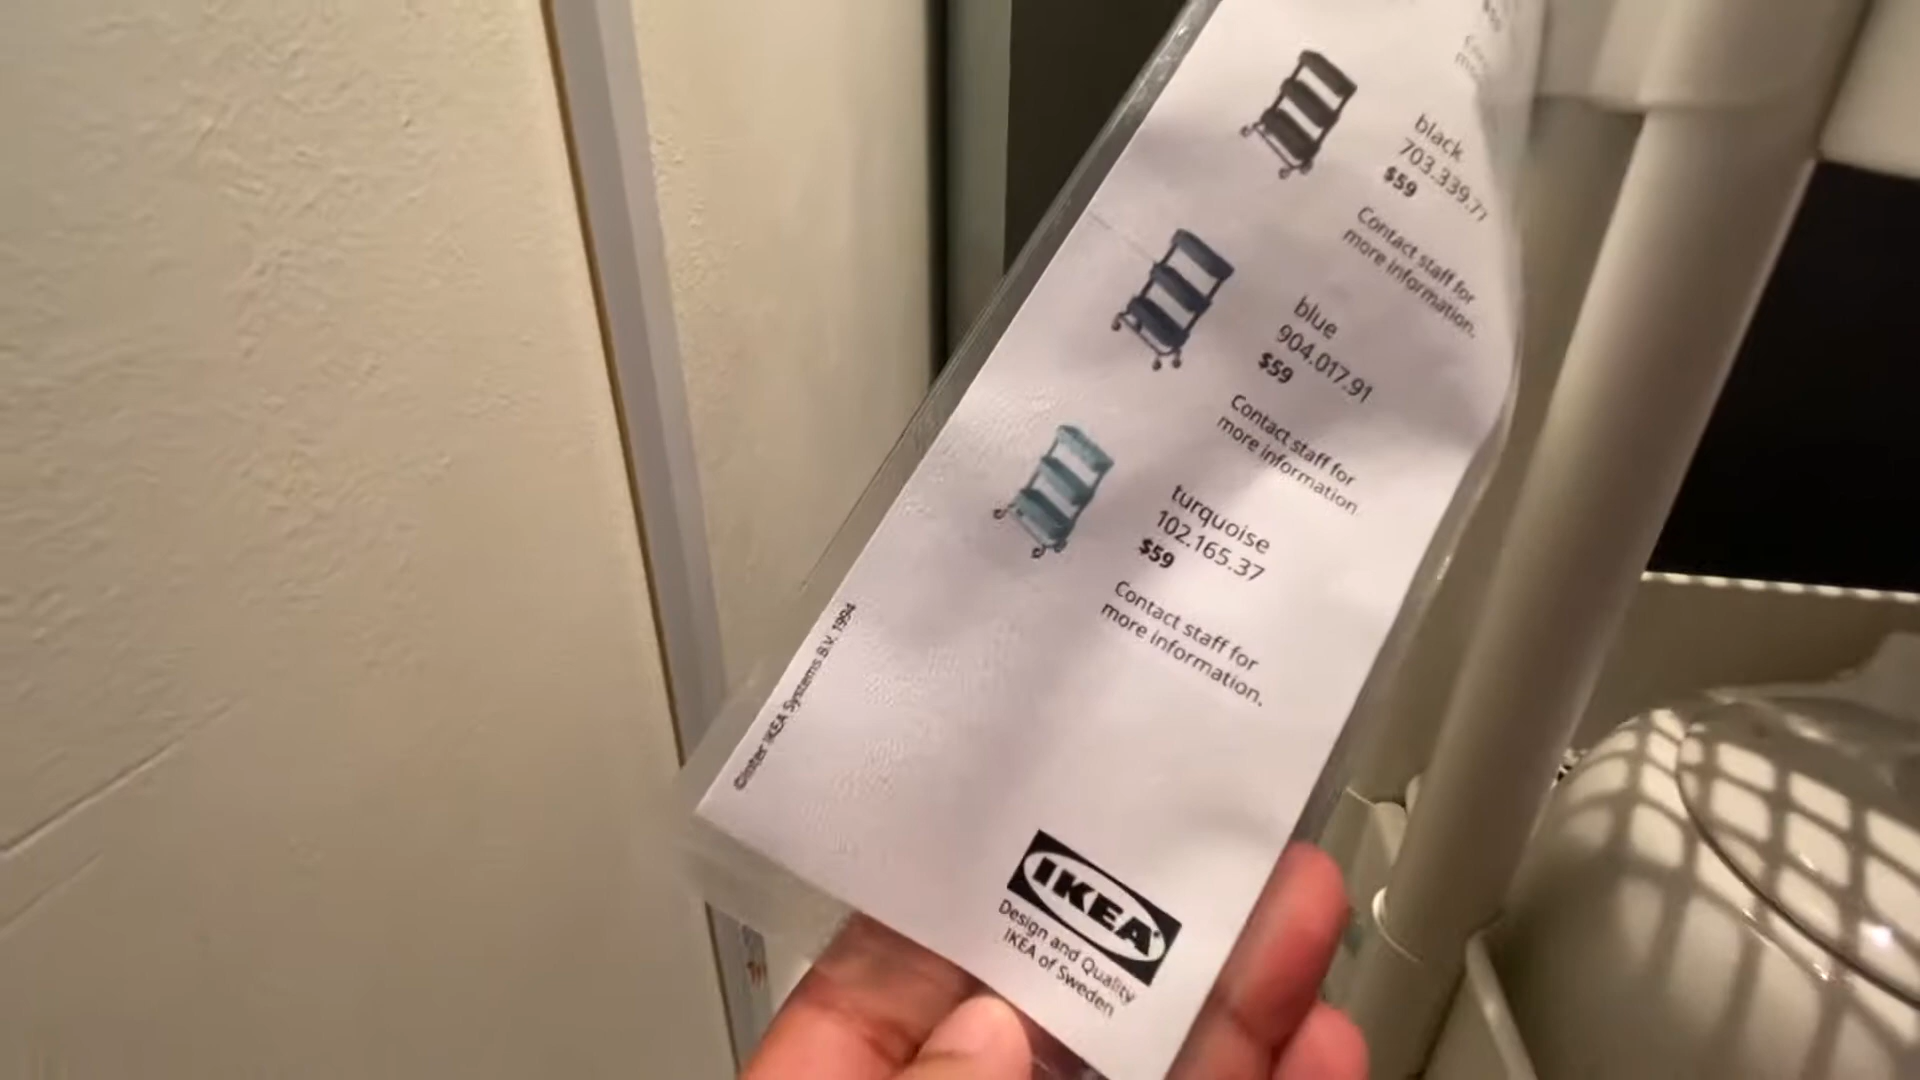 black
703.339.77
$59
Contact staff for
more information.
blue
904.017.91
$59
Contact staff for
more information.
turquoise
102.165.37
$59
Contact staff for
more information.
©Inter IKEA Systems B.V. 1994
IKEA
Design and Quality
IKEA of Sweden